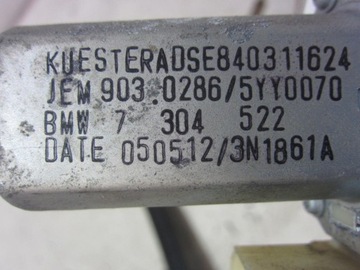 KUESTERADSE840311624
JEM 903.0286/5YY0070
BMW 7 304 522
DATE 050512/3N1861A